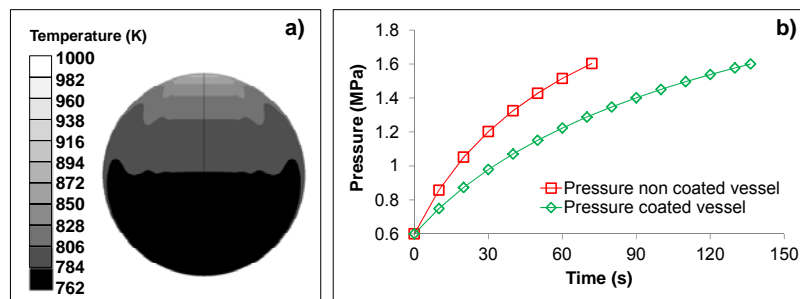 Temperature (K)
a)
1000
982
960
938
916
894
872
850
828
806
784
762
b)
Pressure (MPa)
1.8
1.6
1.4
1.2
1
0.8
0.6
Pressure non coated vessel
Pressure coated vessel
0 30 60 90 120 150
Time (s)